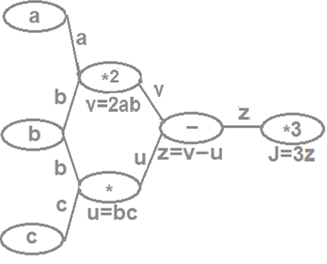 a
a
*2
b
v=2ab
v
z
b
–
*3
b
u
z=v–u
J=3z
c
*
u=bc
c